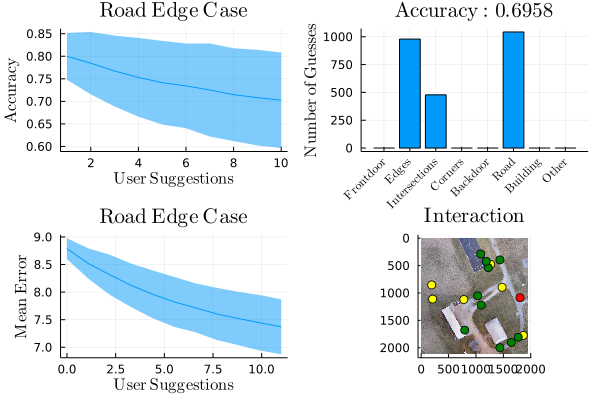 Road Edge Case
Accuracy
0.85
0.80
0.75
0.70
0.65
0.60
2 4 6 8 10
User Suggestions
Accuracy : 0.6958
Number of Guesses
1000
750
500
250
0
Frontdoor Edges Intersections Corners Backdoor Road Building Other
Road Edge Case
Mean Error
9.0
8.5
8.0
7.5
7.0
0.0 2.5 5.0 7.5 10.0
User Suggestions
Interaction
0
500
1000
1500
2000
0 500 1000 1500 2000